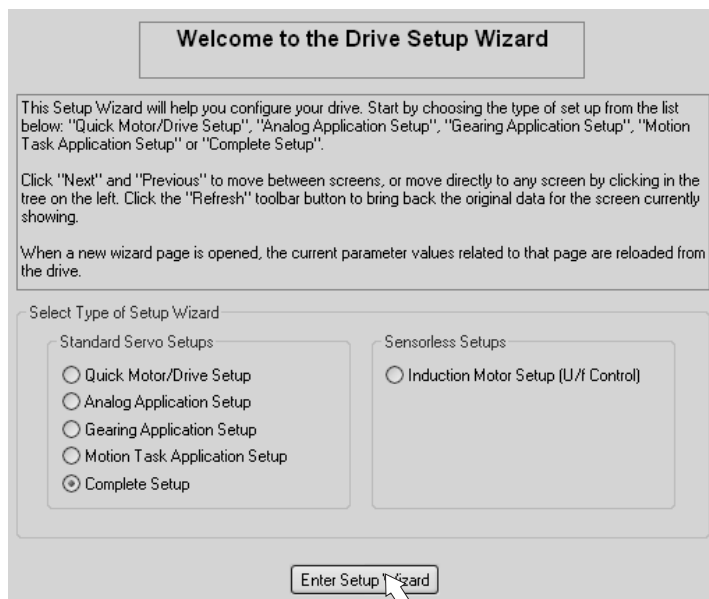 Welcome to the Drive Setup Wizard
This Setup Wizard will help you configure your drive. Start by choosing the type of set up from the list
below: "Quick Motor/Drive Setup", "Analog Application Setup", "Gearing Application Setup", "Motion
Task Application Setup" or "Complete Setup".
Click "Next" and "Previous" to move between screens, or move directly to any screen by clicking in the
tree on the left. Click the "Refresh" toolbar button to bring back the original data for the screen currently
showing.
When a new wizard page is opened, the current parameter values related to that page are reloaded from
the drive.
Select Type of Setup Wizard
Standard Servo Setups
Quick Motor/Drive Setup
Analog Application Setup
Gearing Application Setup
Motion Task Application Setup
Complete Setup
Sensorless Setups
Induction Motor Setup (U/f Control)
Enter Setup Wizard